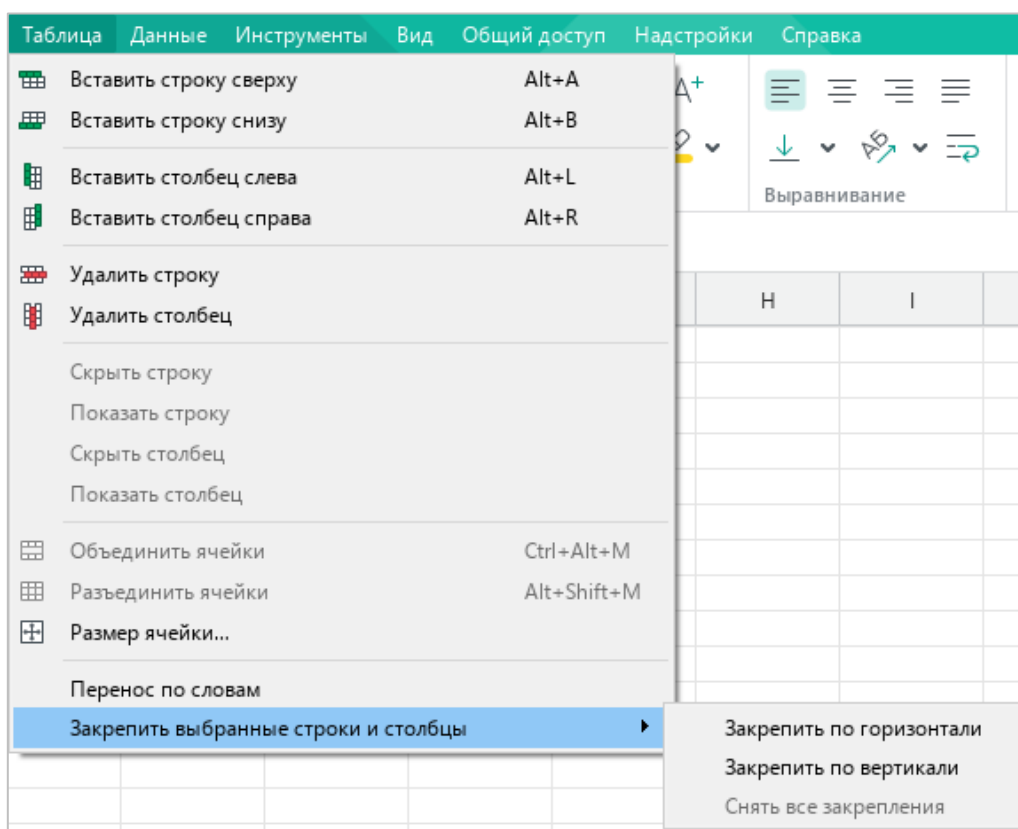 Таблица Данные Инструменты Вид Общий доступ Надстройки Справка
Вставить строку сверху Alt+A
Вставить строку снизу Alt+B
Вставить столбец слева Alt+L
Вставить столбец справа Alt+R
Выравнивание
Удалить строку
Удалить столбец
H I
Скрыть строку
Показать строку
Скрыть столбец
Показать столбец
Объединить ячейки Ctrl+Alt+M
Разъединить ячейки Alt+Shift+M
Размер ячейки...
Перенос по словам
Закрепить выбранные строки и столбцы
Закрепить по горизонтали
Закрепить по вертикали
Снять все закрепления